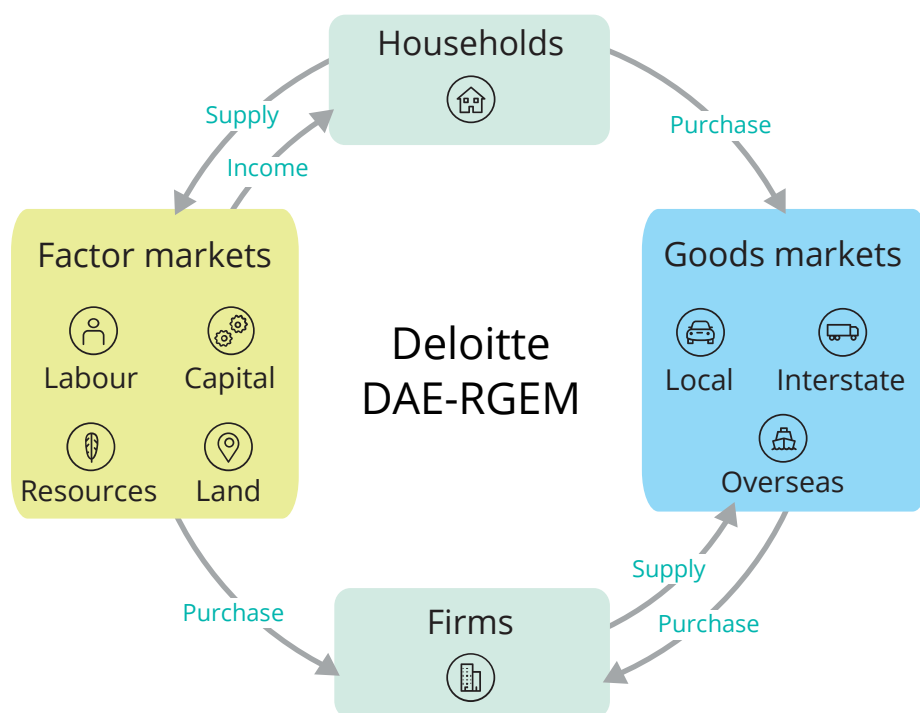 Households
Supply
Income
Purchase
Factor markets
Labour
Capital
Resources
Land
Deloitte
DAE-RGEM
Goods markets
Local
Interstate
Overseas
Purchase
Supply
Purchase
Firms